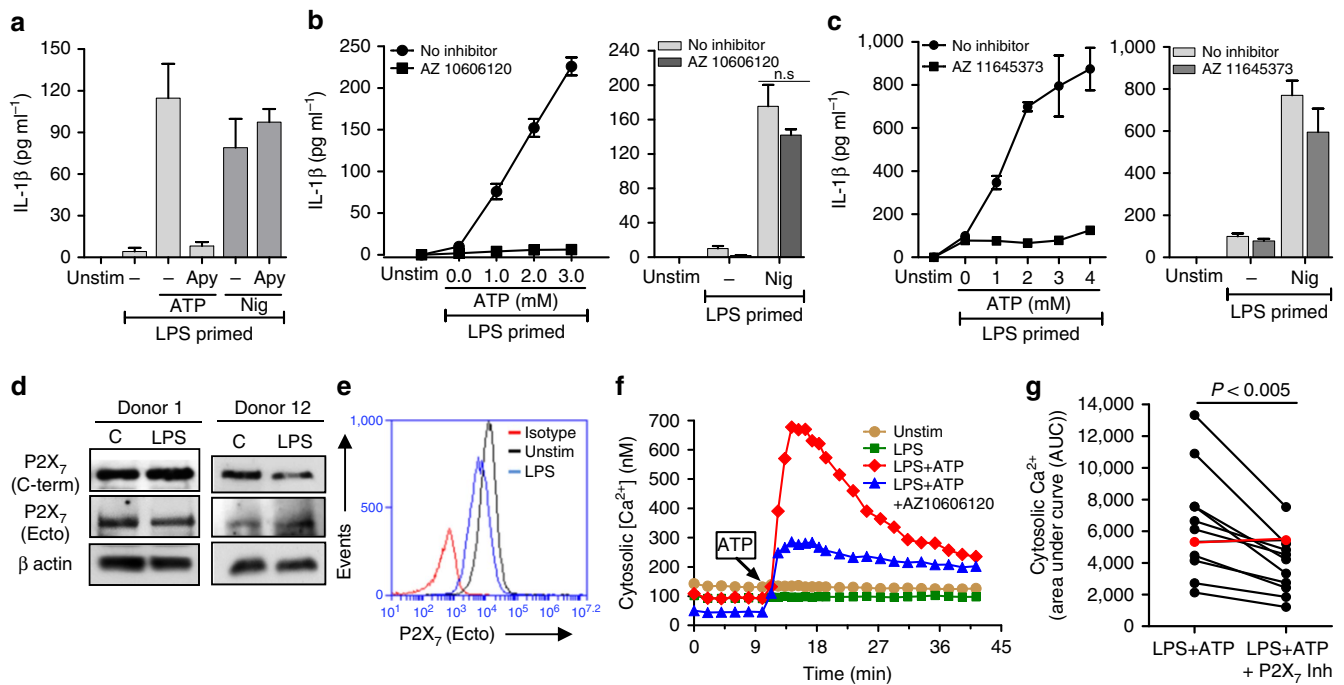 a
IL-1β (pg ml⁻¹)
150
120
90
60
30
0
Unstim – – Apy – Apy
ATP Nig
LPS primed
b
IL-1β (pg ml⁻¹)
250
200
150
100
50
0
No inhibitor
AZ 10606120
Unstim 0.0 1.0 2.0 3.0
ATP (mM)
LPS primed
240
200
160
120
80
40
0
No inhibitor
AZ 10606120
n.s
Unstim – Nig
LPS primed
c
IL-1β (pg ml⁻¹)
1,000
800
600
400
200
0
No inhibitor
AZ 11645373
Unstim 0 1 2 3 4
ATP (mM)
LPS primed
1,000
800
600
400
200
0
No inhibitor
AZ 11645373
Unstim – Nig
LPS primed
d
Donor 1 Donor 12
C LPS C LPS
P2X₇
(C-term)
P2X₇
(Ecto)
β actin
e
Events
1,000
500
0
Isotype
Unstim
LPS
10¹ 10² 10³ 10⁴ 10⁵ 10⁶ 10⁷·²
P2X₇ (Ecto)
f
Cytosolic [Ca²⁺] (nM)
700
600
500
400
300
250
200
150
100
50
0
ATP
Unstim
LPS
LPS+ATP
LPS+ATP
+AZ10606120
0 9 18 27 36 45
Time (min)
g
P < 0.005
Cytosolic Ca²⁺
(area under curve (AUC))
14,000
12,000
10,000
8,000
6,000
4,000
2,000
0
LPS+ATP LPS+ATP
+ P2X₇ Inh